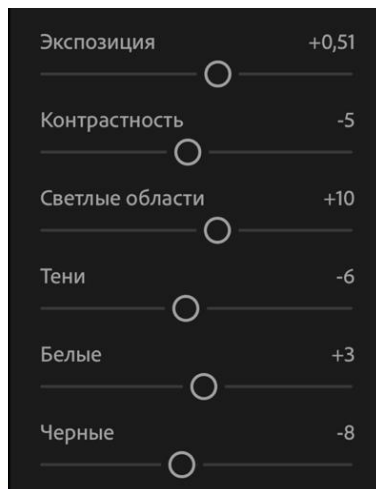 Экспозиция +0,51
Контрастность -5
Светлые области +10
Тени -6
Белые +3
Черные -8